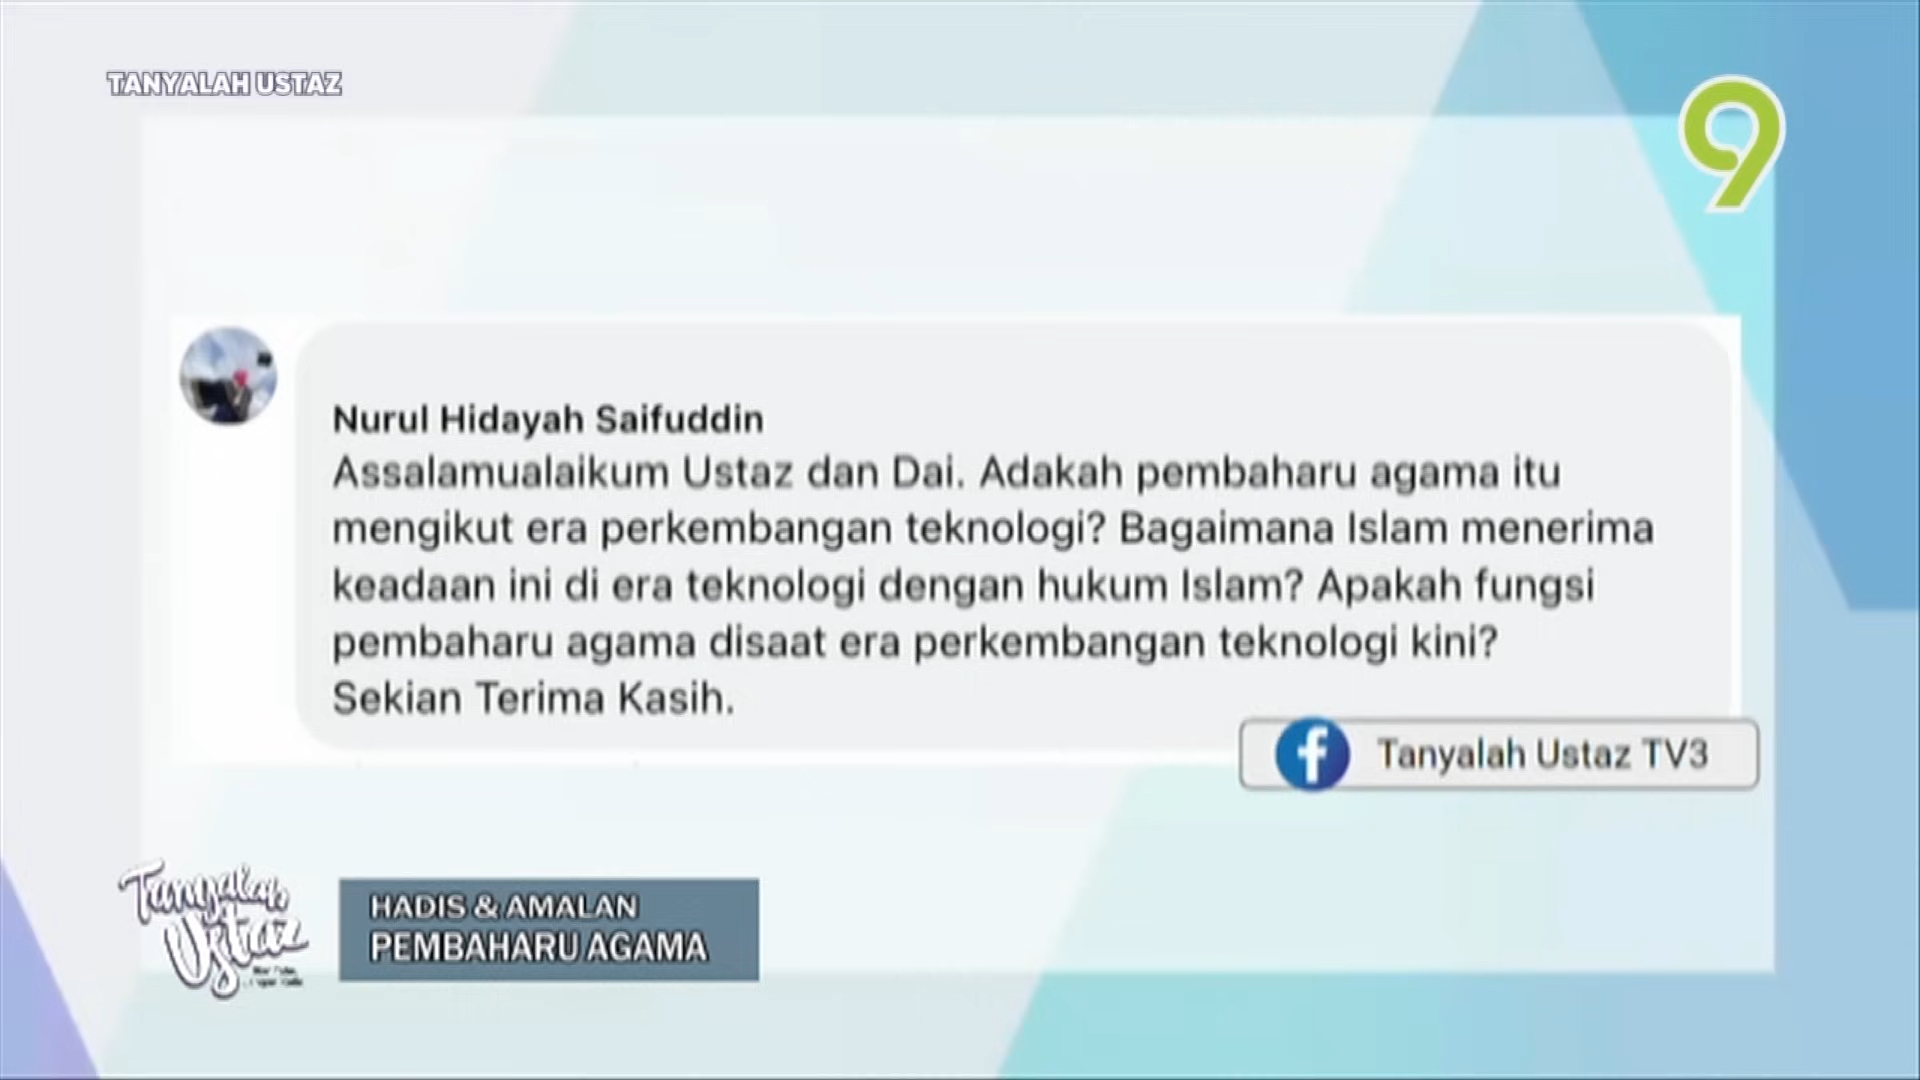 TANYALAH USTAZ
9
Nurul Hidayah Saifuddin
Assalamualaikum Ustaz dan Dai. Adakah pembaharu agama itu
mengikut era perkembangan teknologi? Bagaimana Islam menerima
keadaan ini di era teknologi dengan hukum Islam? Apakah fungsi
pembaharu agama disaat era perkembangan teknologi kini?
Sekian Terima Kasih.
f Tanyalah Ustaz TV3
Tanyalah
Ustaz
HADIS & AMALAN
PEMBAHARU AGAMA